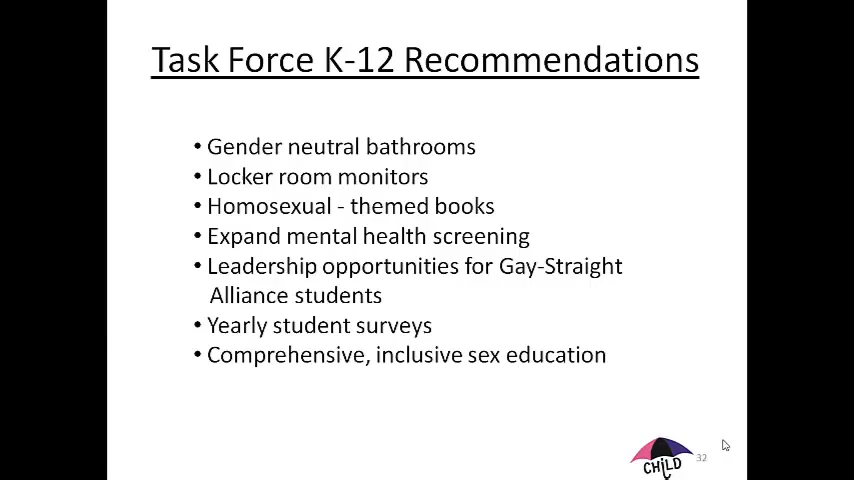 Task Force K-12 Recommendations
• Gender neutral bathrooms
• Locker room monitors
• Homosexual - themed books
• Expand mental health screening
• Leadership opportunities for Gay-Straight
Alliance students
• Yearly student surveys
• Comprehensive, inclusive sex education
CHiLD
32